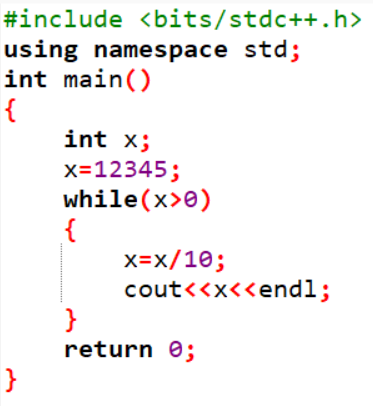 #include <bits/stdc++.h>
using namespace std;
int main()
{
    int x;
    x=12345;
    while(x>0)
    {
        x=x/10;
        cout<<x<<endl;
    }
    return 0;
}